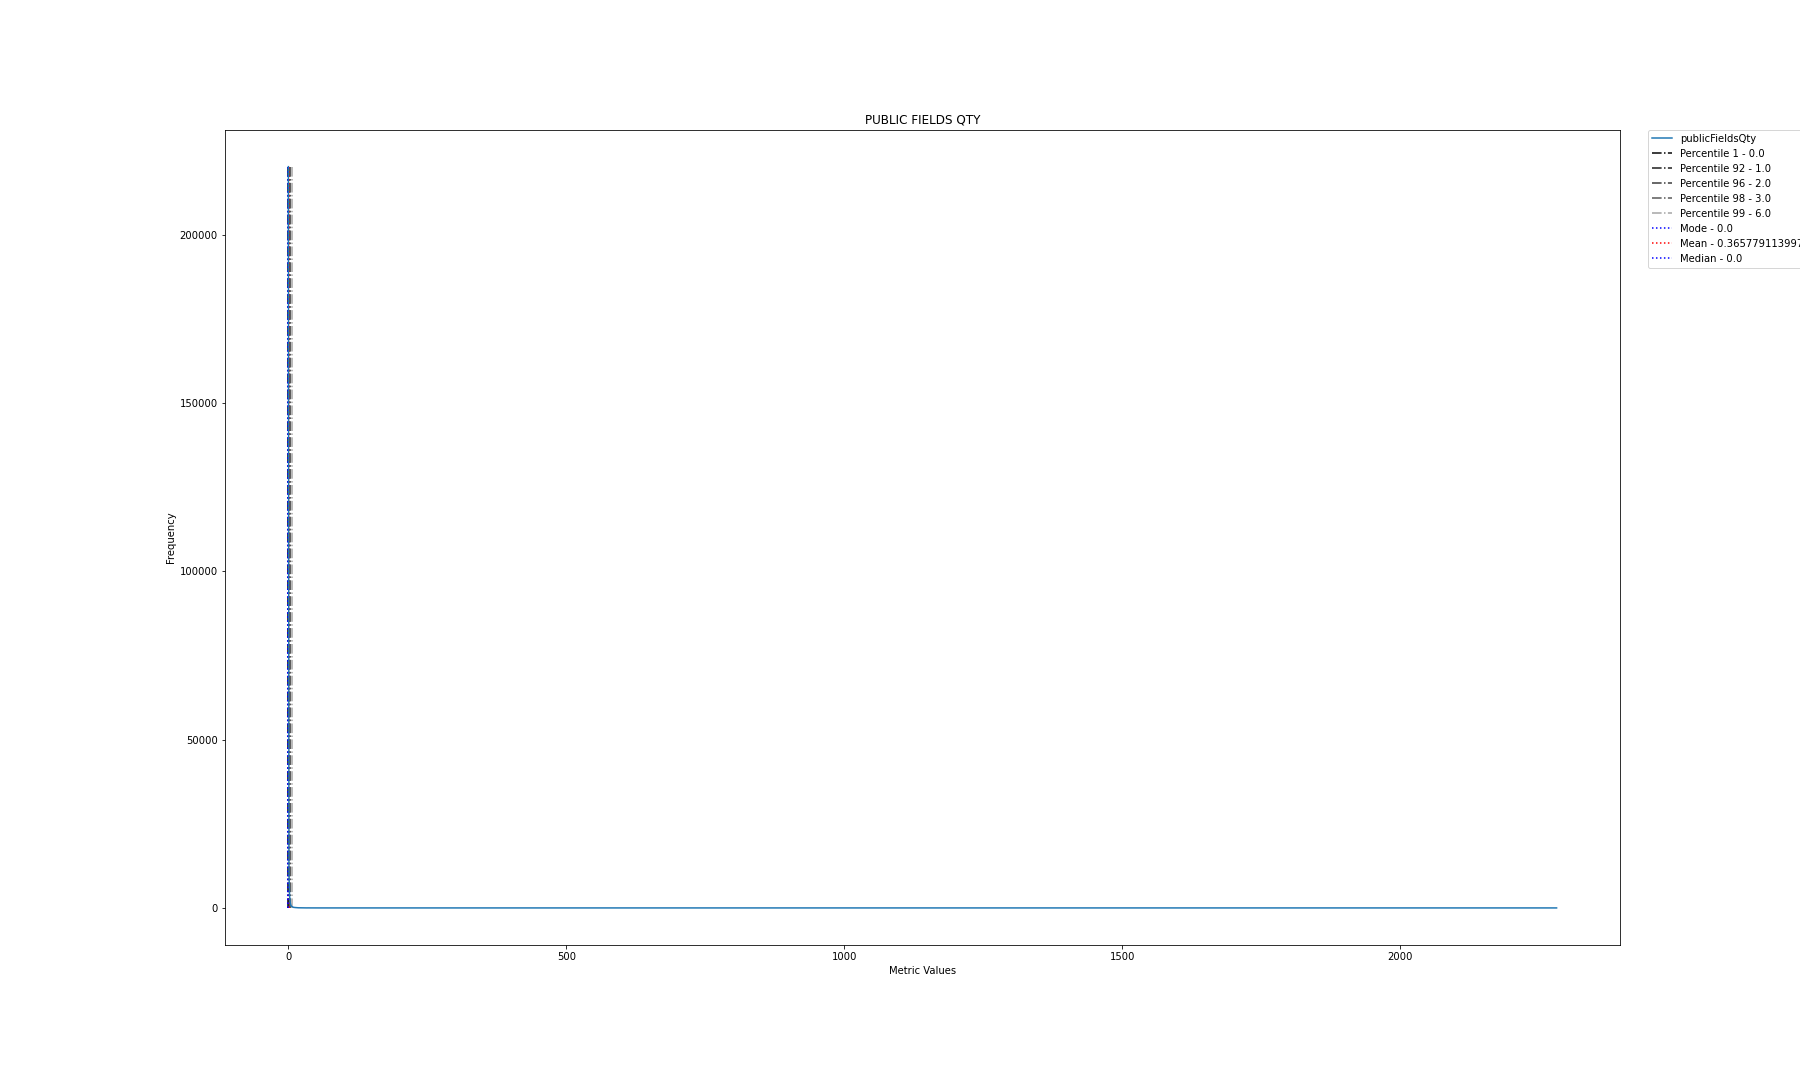 PUBLIC FIELDS QTY
publicFieldsQty
Percentile 1 - 0.0
Percentile 92 - 1.0
Percentile 96 - 2.0
Percentile 98 - 3.0
Percentile 99 - 6.0
Mode - 0.0
Mean - 0.365779113997
Median - 0.0
200000
150000
100000
50000
0
Frequency
0
500
1000
1500
2000
Metric Values